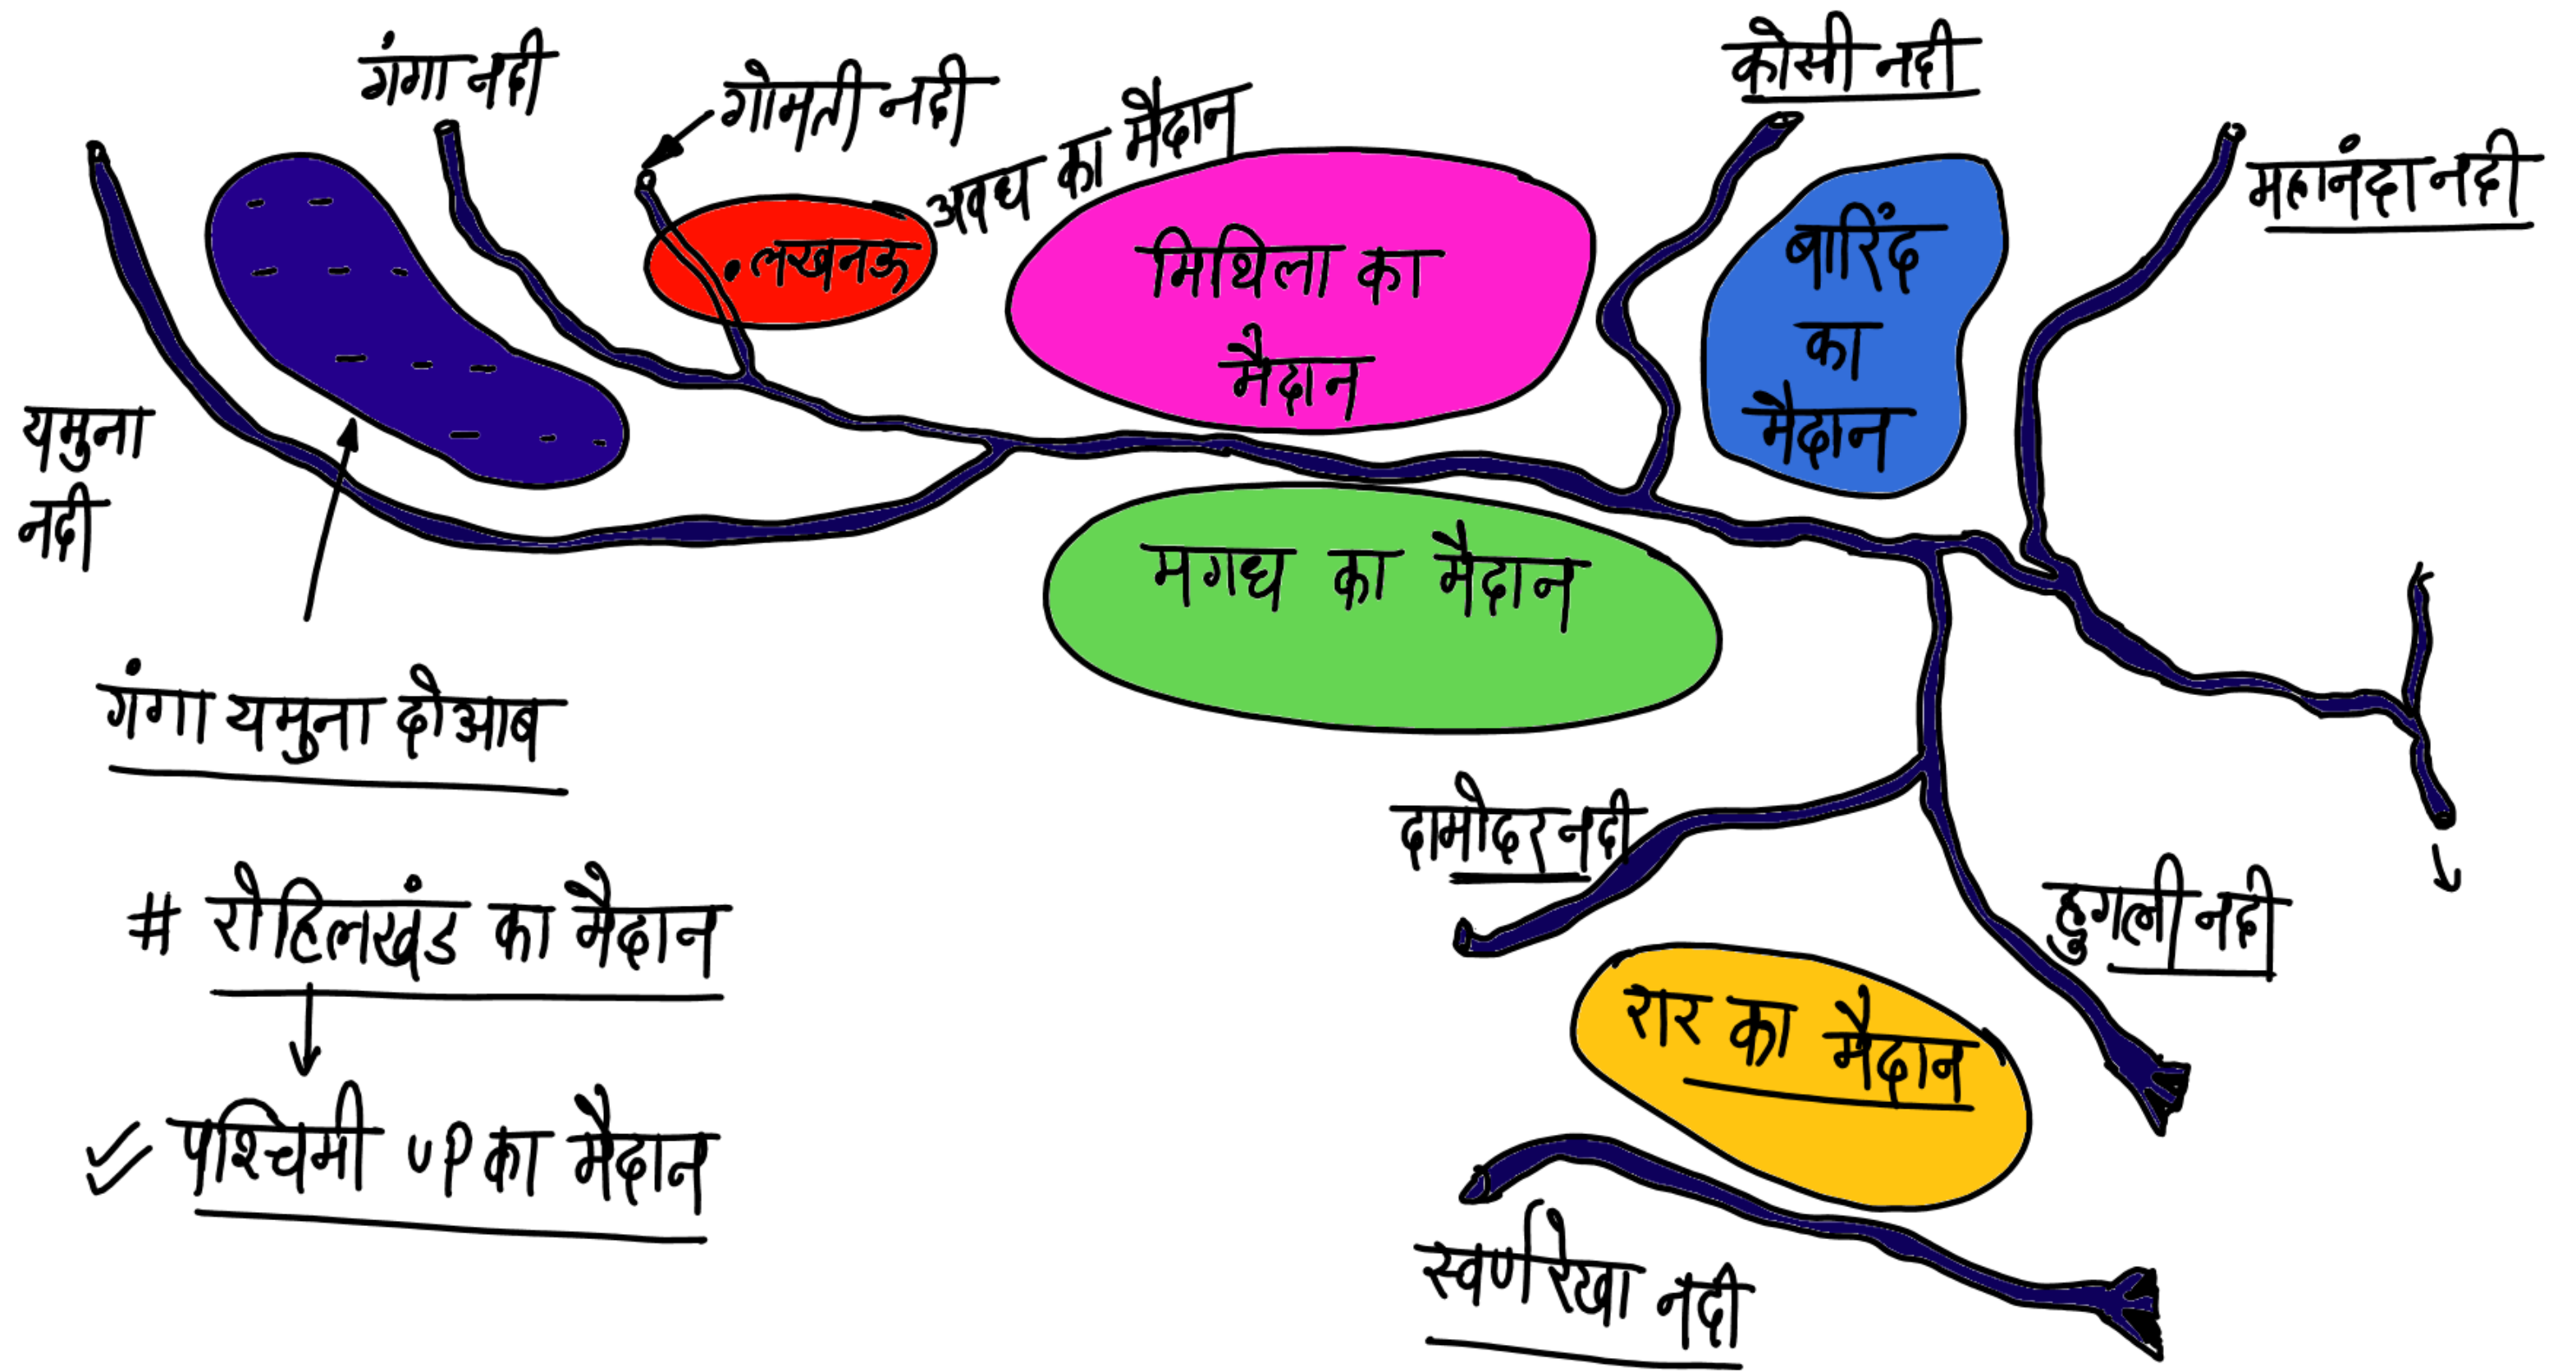 गंगा नदी
गोमती नदी
अवध का मैदान
कोसी नदी
महानंदा नदी
लखनऊ
मिथिला का
मैदान
बारिंद
का
मैदान
यमुना
नदी
मगध का मैदान
गंगा यमुना दोआब
दामोदर नदी
हुगली नदी
# रोहिलखंड का मैदान
रार का मैदान
पश्चिमी UP का मैदान
स्वर्ण रेखा नदी